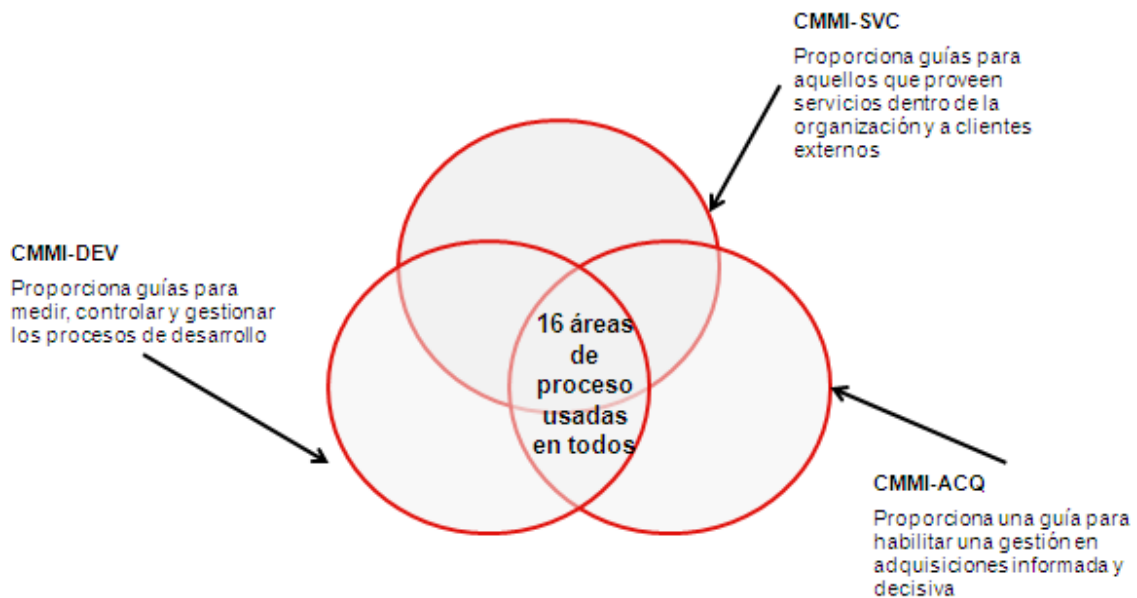 CMMI-SVC
Proporciona guías para
aquellos que proveen
servicios dentro de la
organización y a clientes
externos
CMMI-DEV
Proporciona guías para
medir, controlar y gestionar
los procesos de desarrollo
16 áreas
de
proceso
usadas
en todos
CMMI-ACQ
Proporciona una guía para
habilitar una gestión en
adquisiciones informada y
decisiva